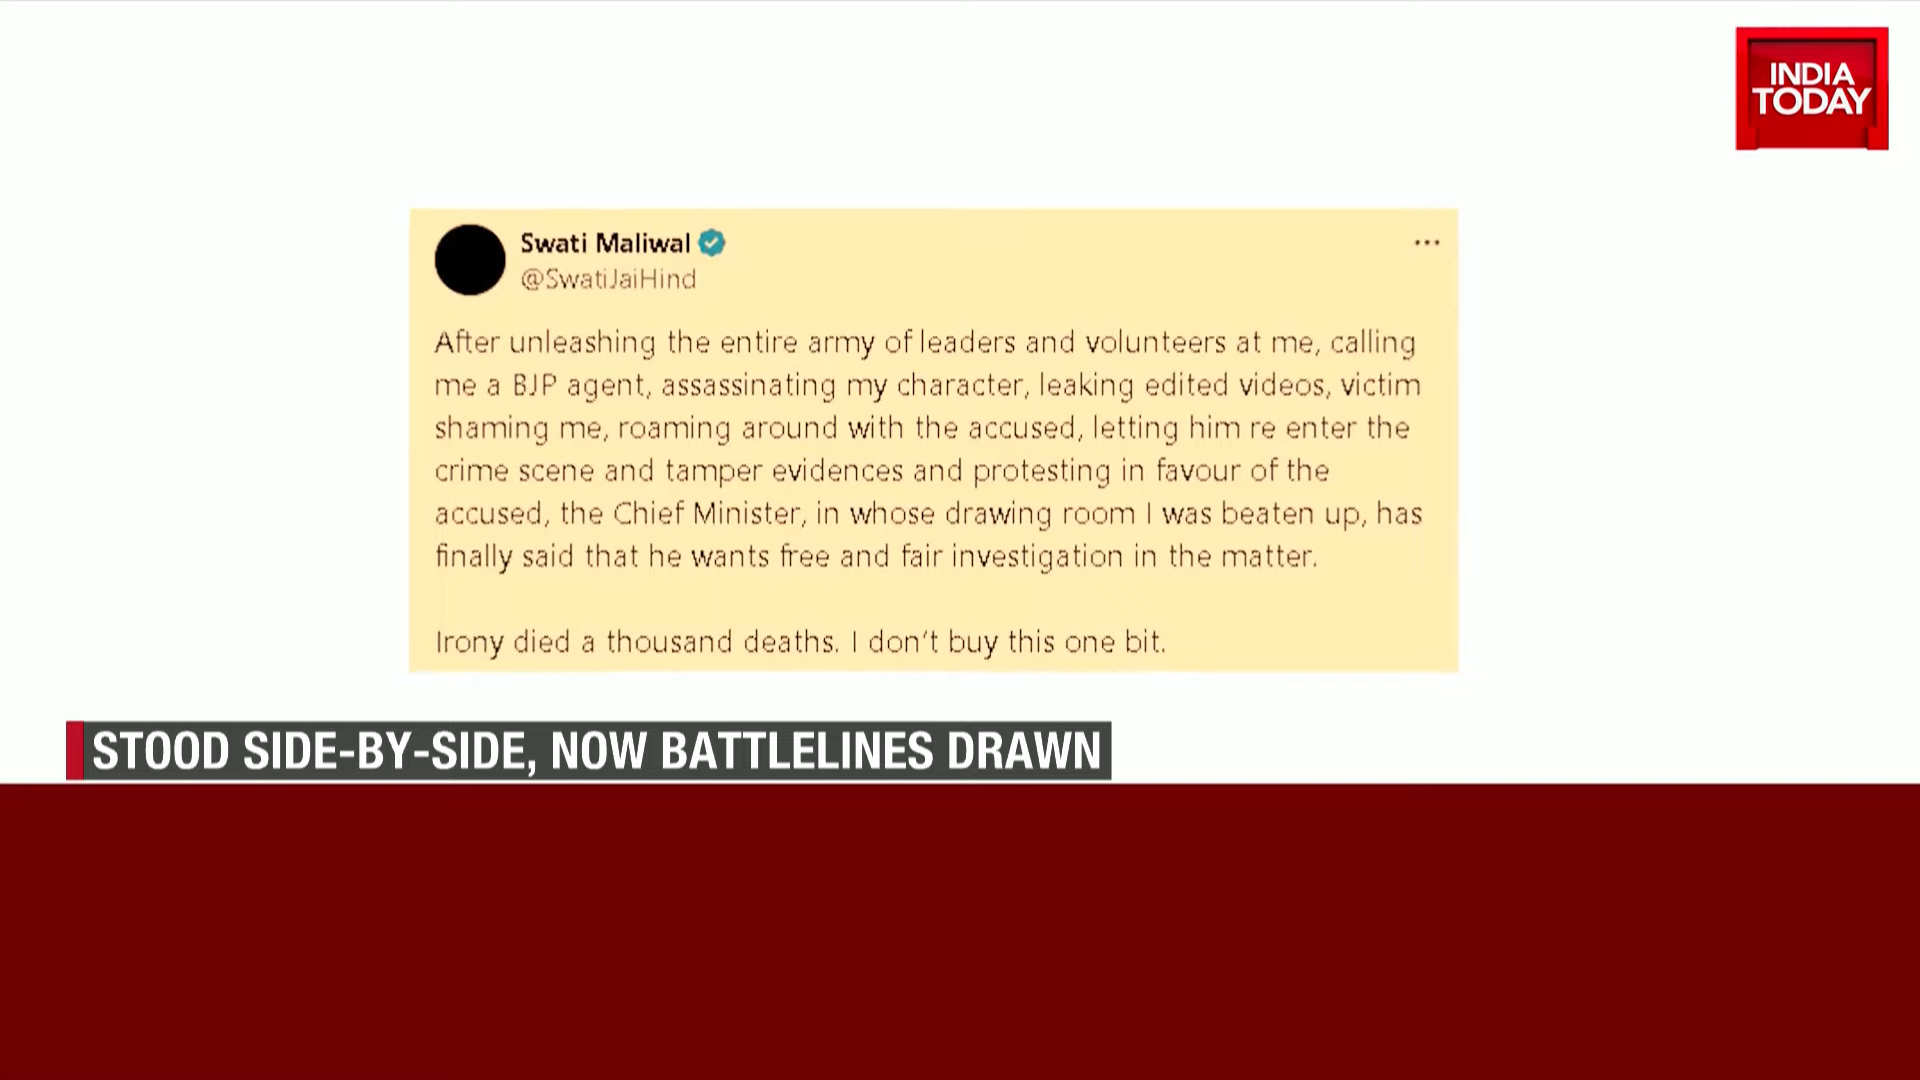 INDIA
TODAY
Swati Maliwal
@SwatiJaiHind
After unleashing the entire army of leaders and volunteers at me, calling
me a BJP agent, assassinating my character, leaking edited videos, victim
shaming me, roaming around with the accused, letting him re enter the
crime scene and tamper evidences and protesting in favour of the
accused, the Chief Minister, in whose drawing room I was beaten up, has
finally said that he wants free and fair investigation in the matter.
Irony died a thousand deaths. I don't buy this one bit.
STOOD SIDE-BY-SIDE, NOW BATTLELINES DRAWN